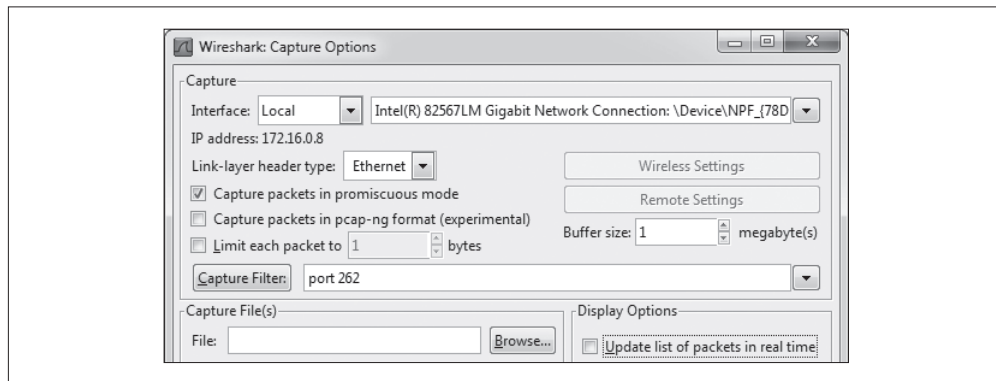 Wireshark: Capture Options
Capture
Interface: Local Intel(R) 82567LM Gigabit Network Connection: \Device\NPF_{78D
IP address: 172.16.0.8
Link-layer header type: Ethernet Wireless Settings
Capture packets in promiscuous mode Remote Settings
Capture packets in pcap-ng format (experimental) Buffer size: 1 megabyte(s)
Limit each packet to 1 bytes
Capture Filter: port 262
Capture File(s) Display Options
File: Browse... Update list of packets in real time